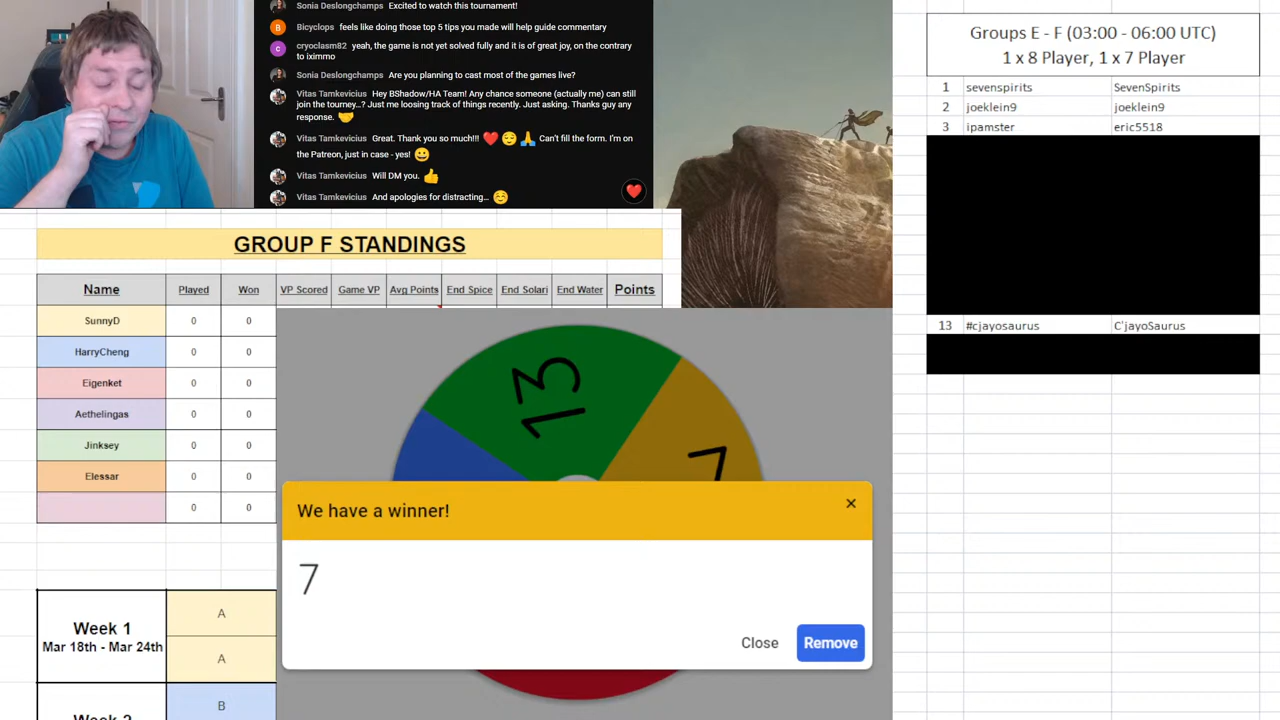 Sonia Deslongchamps Excited to watch this tournament!
B Bicyclops feels like doing those top 5 tips you made will help guide commentary
c cryoclasm82 yeah, the game is not yet solved fully and it is of great joy, on the contrary
to iximmo
Sonia Deslongchamps Are you planning to cast most of the games live?
Vitas Tamkevicius Hey BShadow/HA Team! Any chance someone (actually me) can still
join the tourney..? Just me loosing track of things recently. Just asking. Thanks guy any
response.
Vitas Tamkevicius Great. Thank you so much!!! Can't fill the form. I'm on
the Patreon, just in case - yes!
Vitas Tamkevicius Will DM you.
Vitas Tamkevicius And apologies for distracting…
Groups E - F (03:00 - 06:00 UTC)
1 x 8 Player, 1 x 7 Player
1 sevenspirits SevenSpirits
2 joeklein9 joeklein9
3 ipamster eric5518
13 #cjayosaurus C'jayoSaurus
GROUP F STANDINGS
Name Played Won VP Scored Game VP Avg Points End Spice End Solari End Water Points
SunnyD 0 0
HarryCheng 0 0
Eigenket 0 0
Aethelingas 0 0
Jinksey 0 0
Elessar 0 0
0 0
13
7
We have a winner!
7
Close Remove
Week 1
Mar 18th - Mar 24th
A
A
B
Week 2